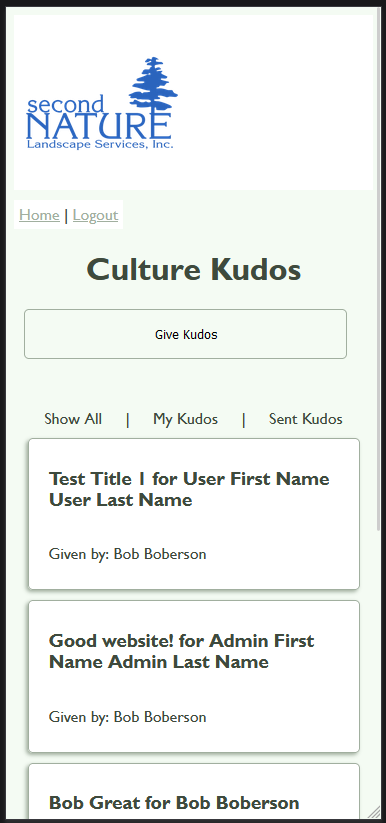 second
NATURE
Landscape Services, Inc.
Home | Logout
Culture Kudos
Give Kudos
Show All | My Kudos | Sent Kudos
Test Title 1 for User First Name
User Last Name
Given by: Bob Boberson
Good website! for Admin First
Name Admin Last Name
Given by: Bob Boberson
Bob Great for Bob Boberson